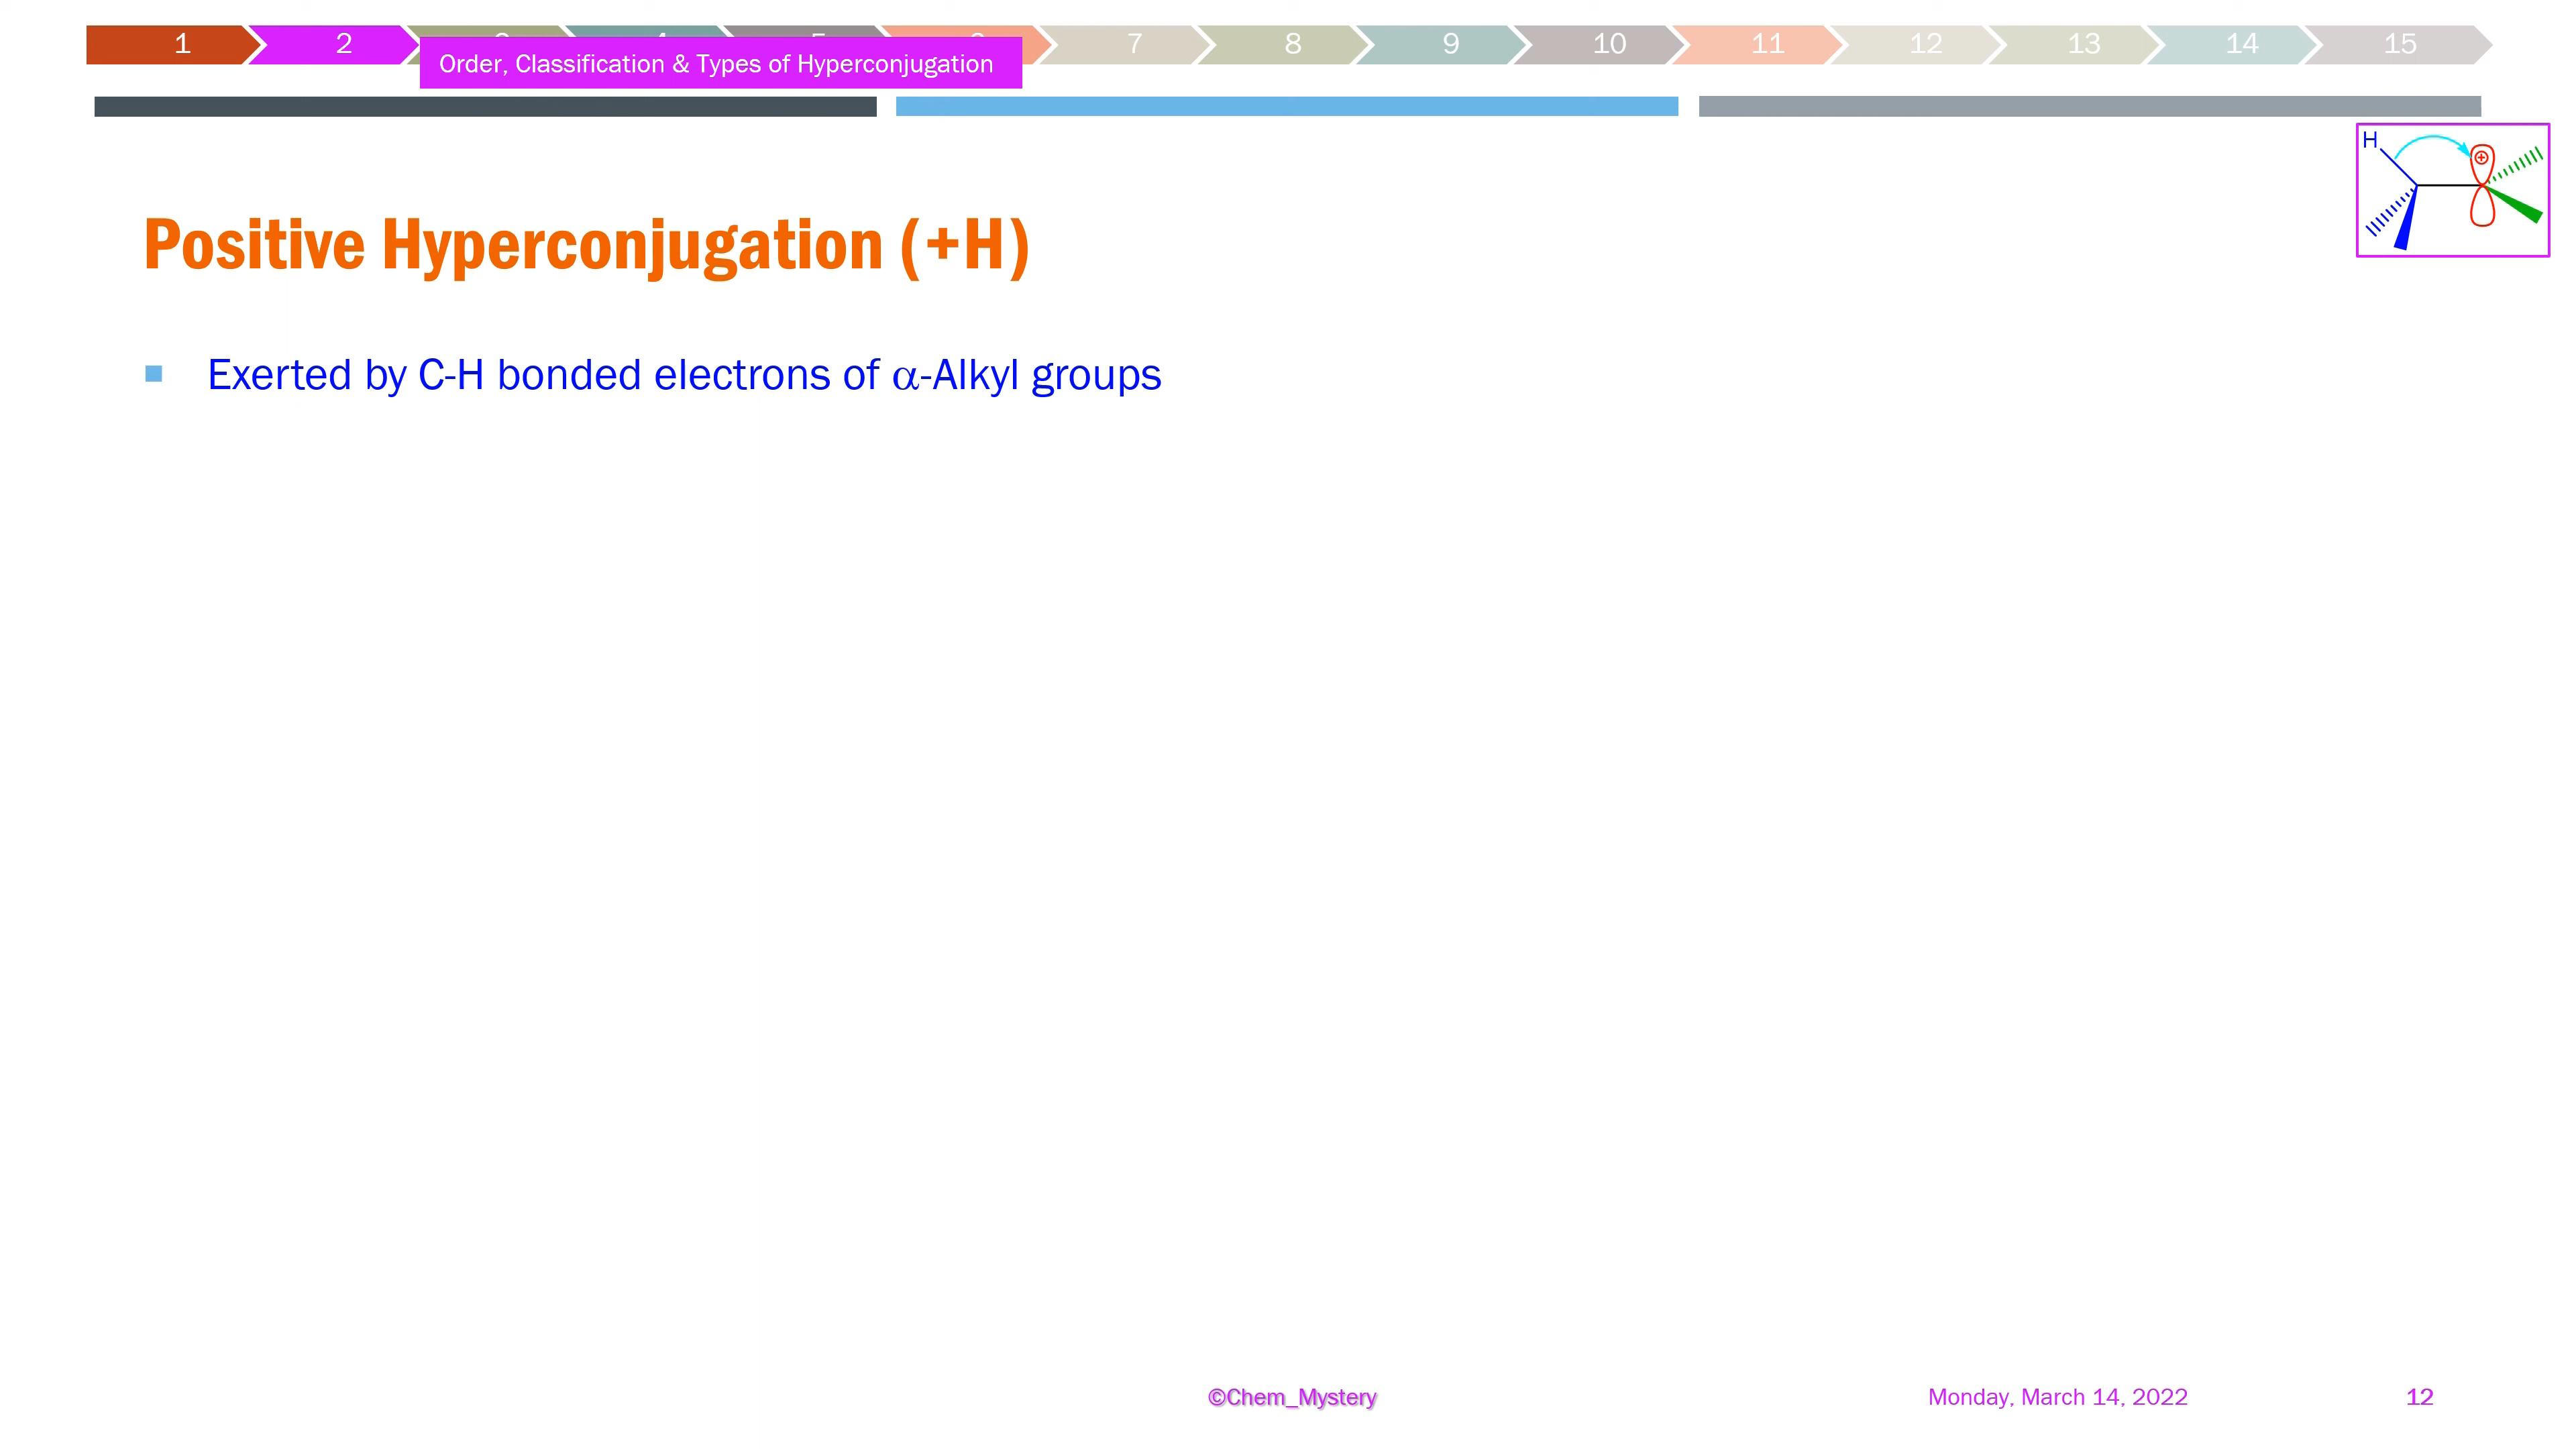 1 2 7 8 9 10 11 12 13 14 15
Order, Classification & Types of Hyperconjugation
H
⊕
Positive Hyperconjugation (+H)
Exerted by C-H bonded electrons of α-Alkyl groups
©Chem_Mystery Monday, March 14, 2022 12